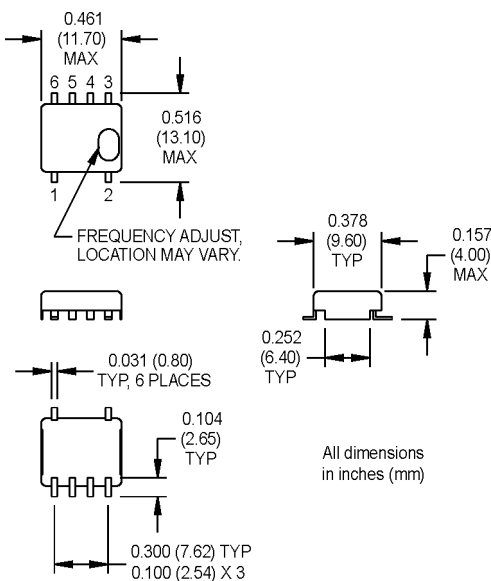 0.461
(11.70)
MAX
6 5 4 3
0.516
(13.10)
MAX
1 2
FREQUENCY ADJUST,
LOCATION MAY VARY.
0.378
(9.60)
TYP
0.157
(4.00)
MAX
0.252
(6.40)
TYP
0.031 (0.80)
TYP, 6 PLACES
0.104
(2.65)
TYP
All dimensions
in inches (mm)
0.300 (7.62) TYP
0.100 (2.54) X 3